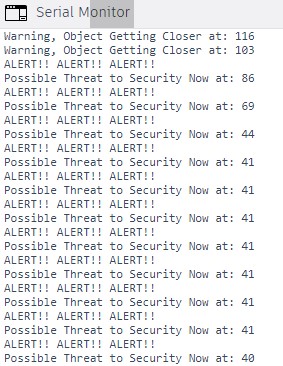 Serial Monitor
Warning, Object Getting Closer at: 116
Warning, Object Getting Closer at: 103
ALERT!! ALERT!! ALERT!!
Possible Threat to Security Now at: 86
ALERT!! ALERT!! ALERT!!
Possible Threat to Security Now at: 69
ALERT!! ALERT!! ALERT!!
Possible Threat to Security Now at: 44
ALERT!! ALERT!! ALERT!!
Possible Threat to Security Now at: 41
ALERT!! ALERT!! ALERT!!
Possible Threat to Security Now at: 41
ALERT!! ALERT!! ALERT!!
Possible Threat to Security Now at: 41
ALERT!! ALERT!! ALERT!!
Possible Threat to Security Now at: 41
ALERT!! ALERT!! ALERT!!
Possible Threat to Security Now at: 41
ALERT!! ALERT!! ALERT!!
Possible Threat to Security Now at: 41
ALERT!! ALERT!! ALERT!!
Possible Threat to Security Now at: 41
ALERT!! ALERT!! ALERT!!
Possible Threat to Security Now at: 40